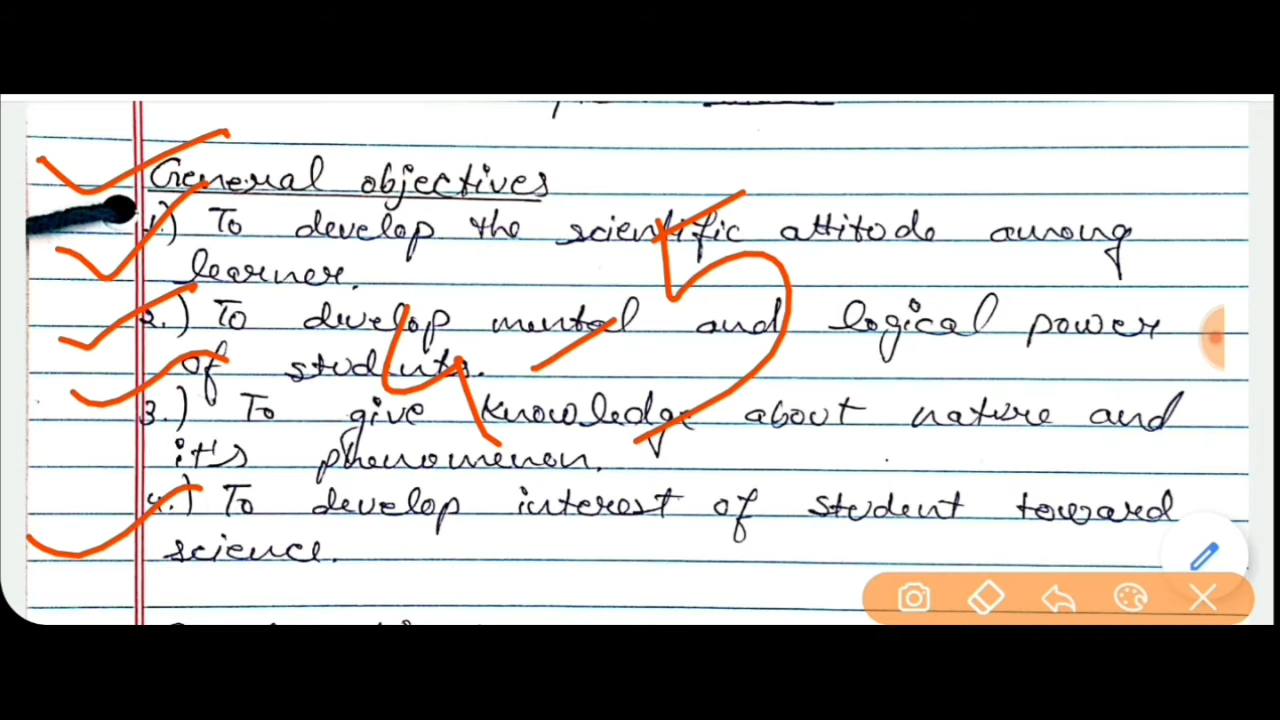 General objectives
1.) To develop the scientific attitude among
learner.
2.) To develop mental and logical power
of students.
3.) To give knowledge about nature and
it's phenomenon.
4.) To develop interest of student toward
science.